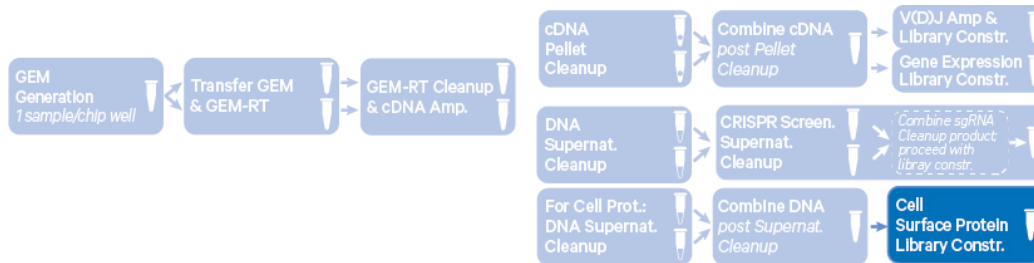 GEM
Generation
1 sample/chip well
Transfer GEM
& GEM-RT
GEM-RT Cleanup
& cDNA Amp.
cDNA
Pellet
Cleanup
Combine cDNA
post Pellet
Cleanup
V(D)J Amp &
Library Constr.
Gene Expression
Library Constr.
DNA
Supernat.
Cleanup
CRISPR Screen.
Supernat.
Cleanup
Combine sgRNA
Cleanup product;
proceed with
libray constr.
For Cell Prot.:
DNA Supernat.
Cleanup
Combine DNA
post Supernat.
Cleanup
Cell
Surface Protein
Library Constr.